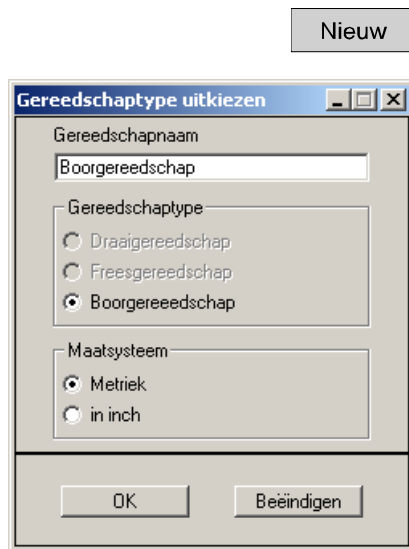 Nieuw
Gereedschaptype uitkiezen
Gereedschapnaam
Boorgereedschap
Gereedschaptype
Draaigereedschap
Freesgereedschap
Boorgereeedschap
Maatsysteem
Metriek
in inch
OK
Beëindigen